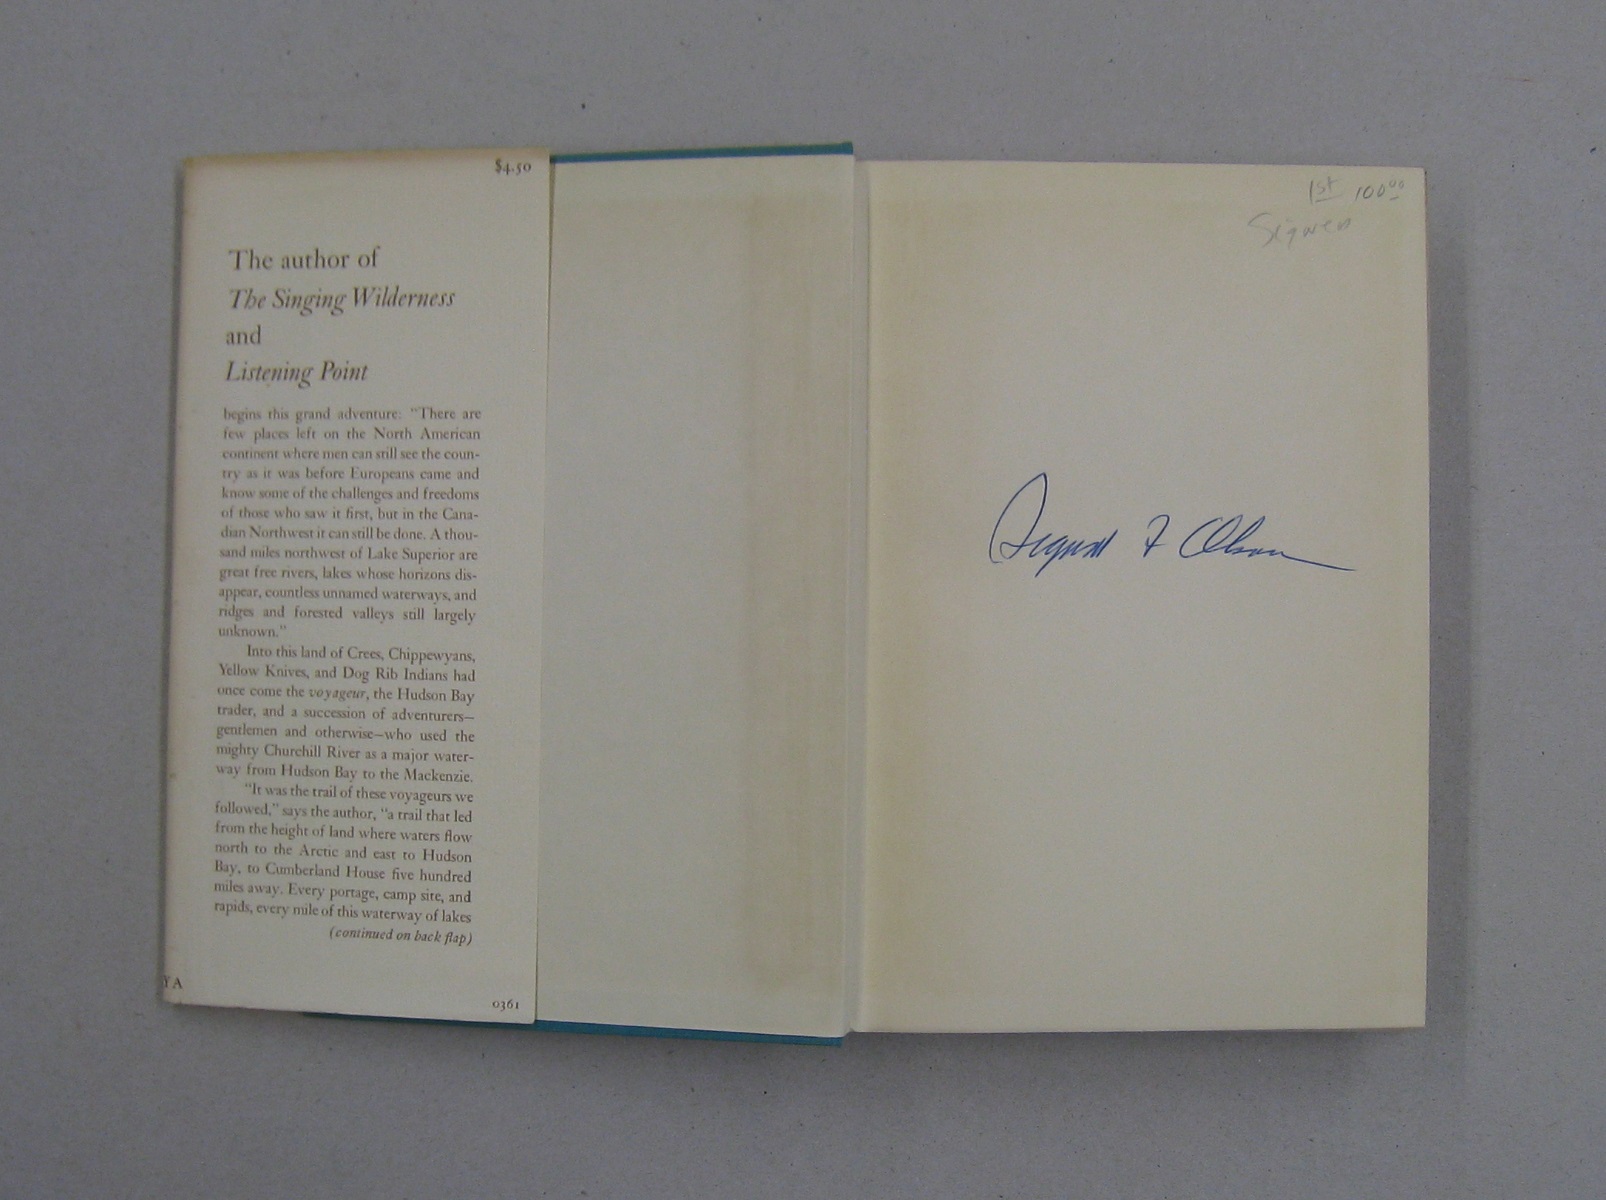 $4.50
The author of
The Singing Wilderness
and
Listening Point
begins this grand adventure: “There are
few places left on the North American
continent where men can still see the coun-
try as it was before Europeans came and
know some of the challenges and freedoms
of those who saw it first, but in the Cana-
dian Northwest it can still be done. A thou-
sand miles northwest of Lake Superior are
great free rivers, lakes whose horizons dis-
appear, countless unnamed waterways, and
ridges and forested valleys still largely
unknown.”
Into this land of Crees, Chippewyans,
Yellow Knives, and Dog Rib Indians had
once come the voyageur, the Hudson Bay
trader, and a succession of adventurers—
gentlemen and otherwise—who used the
mighty Churchill River as a major water-
way from Hudson Bay to the Mackenzie.
“It was the trail of these voyageurs we
followed,” says the author, “a trail that led
from the height of land where waters flow
north to the Arctic and east to Hudson
Bay, to Cumberland House five hundred
miles away. Every portage, camp site, and
rapids, every mile of this waterway of lakes
(continued on back flap)
YA
0361
1st 100.00
Signed
Sigurd F Olson